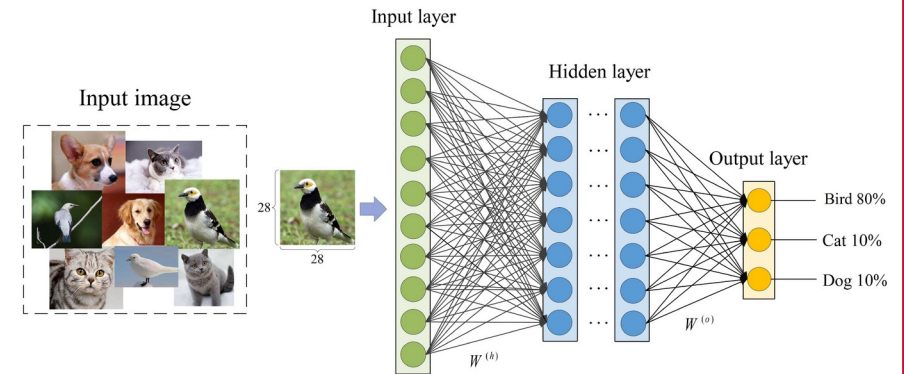 Input layer
Hidden layer
Input image
Output layer
28
28
Bird 80%
Cat 10%
Dog 10%
W(h)
W(o)
...
...
...
...
...
...
...